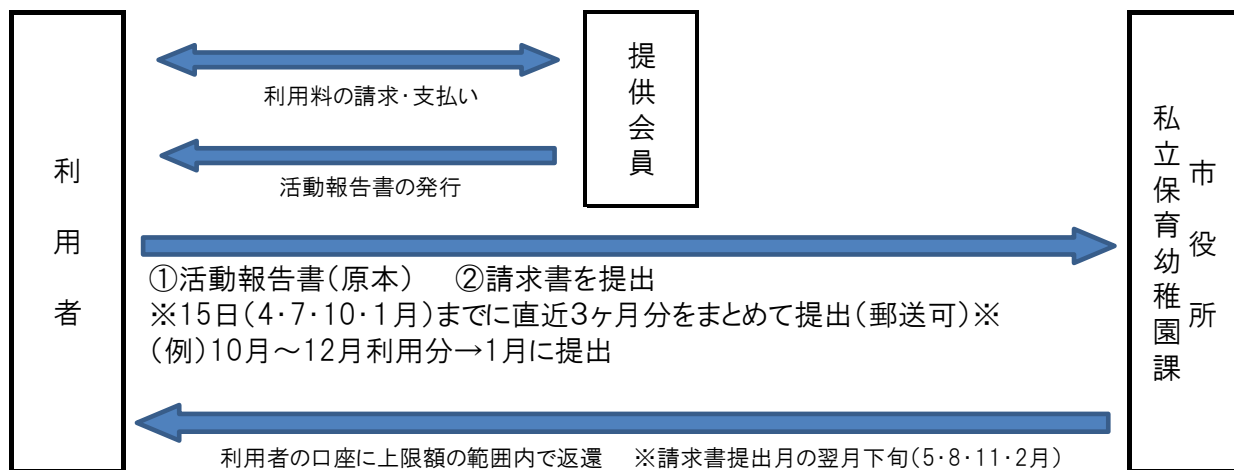 利用者
利用料の請求・支払い
提供会員
活動報告書の発行
①活動報告書(原本)　②請求書を提出
※15日(4・7・10・1月)までに直近3ヶ月分をまとめて提出(郵送可)※
(例)10月～12月利用分→1月に提出
利用者の口座に上限額の範囲内で返還　※請求書提出月の翌月下旬(5・8・11・2月)
市役所
私立保育幼稚園課